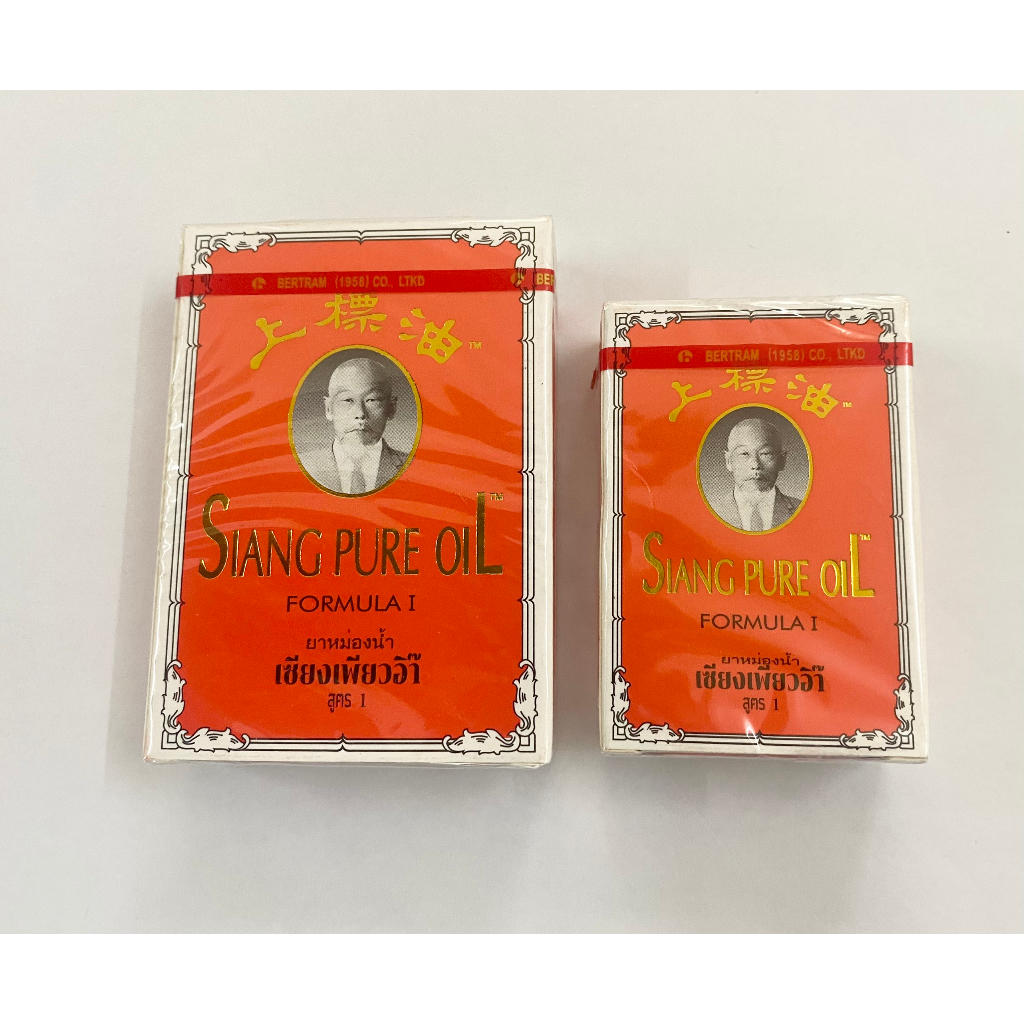 BERTRAM (1958) CO., LTKD BER
上標油™
SIANG PURE OIL™
FORMULA I
ยาหม่องน้ำ
เซียงเพียวอิ๊ว
สูตร 1
BERTRAM (1958) CO., LTKD
上標油™
SIANG PURE OIL™
FORMULA I
ยาหม่องน้ำ
เซียงเพียวอิ๊ว
สูตร 1